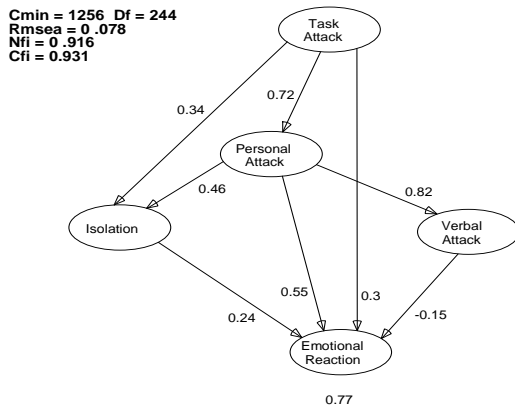 Cmin = 1256  Df = 244
Rmsea = 0 .078
Nfi = 0 .916
Cfi = 0.931
Task
Attack
0.34
0.72
Personal
Attack
0.46
0.82
Isolation
Verbal
Attack
0.24
0.55
0.3
-0.15
Emotional
Reaction
0.77